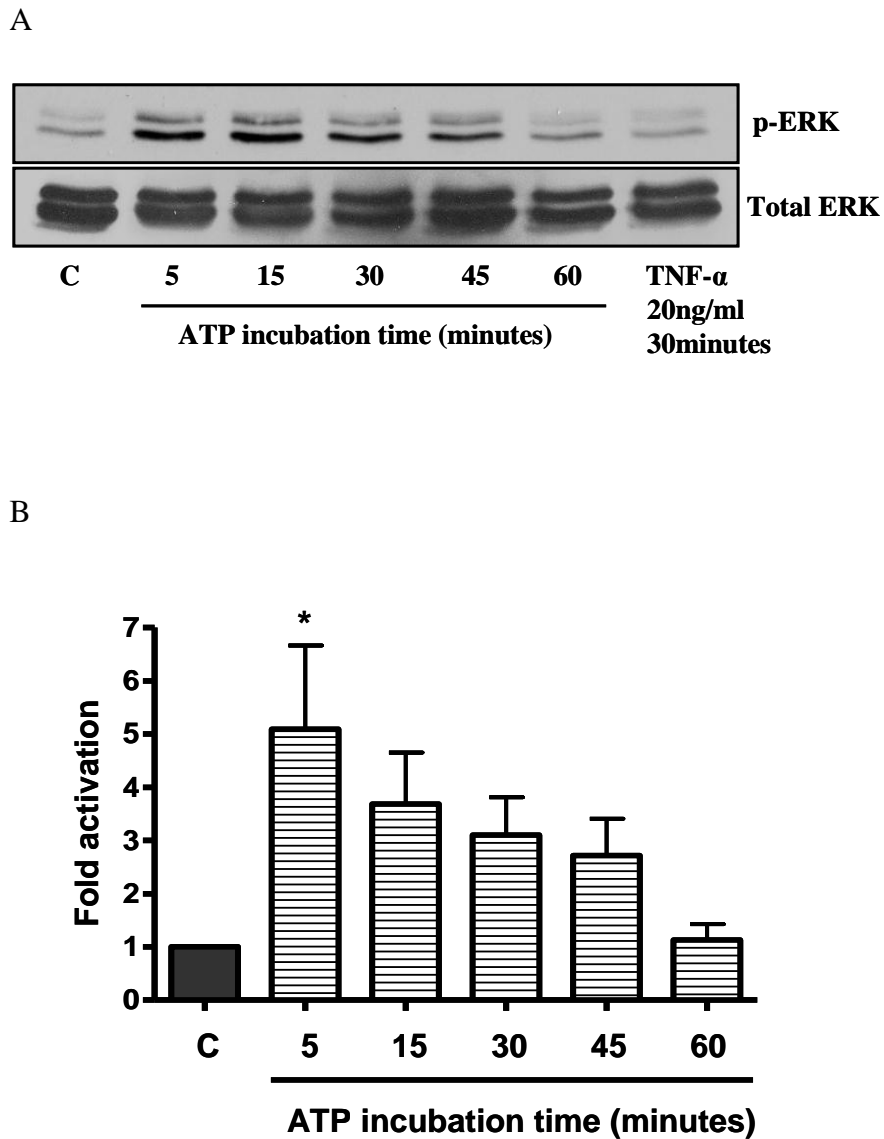 A
p-ERK
Total ERK
C 5 15 30 45 60 TNF-α
20ng/ml
30minutes
ATP incubation time (minutes)
B
*
7
6
5
4
3
2
1
0
Fold activation
C 5 15 30 45 60
ATP incubation time (minutes)